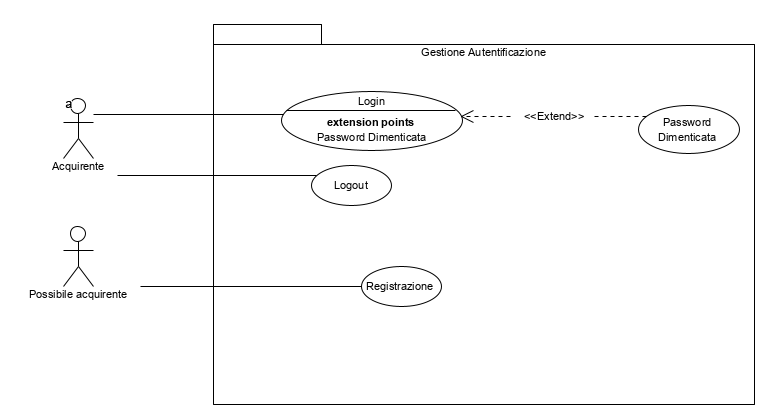 Gestione Autentificazione
a
Acquirente
Login
extension points
Password Dimenticata
<<Extend>>
Password
Dimenticata
Logout
Possibile acquirente
Registrazione